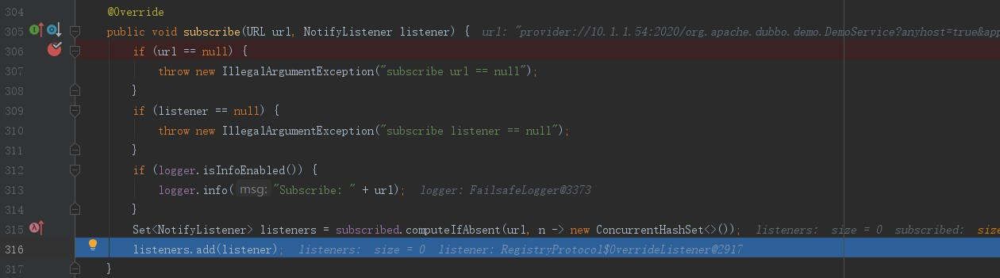 304 @Override
305 public void subscribe(URL url, NotifyListener listener) { url: "provider://10.1.1.54:2020/org.apache.dubbo.demo.DemoService?anyhost=true&app
306 if (url == null) {
307 throw new IllegalArgumentException("subscribe url == null");
308 }
309 if (listener == null) {
310 throw new IllegalArgumentException("subscribe listener == null");
311 }
312 if (logger.isInfoEnabled()) {
313 logger.info( msg: "Subscribe: " + url); logger: FailsafeLogger@3373
314 }
315 Set<NotifyListener> listeners = subscribed.computeIfAbsent(url, n -> new ConcurrentHashSet<>()); listeners: size = 0 subscribed: size
316 listeners.add(listener); listeners: size = 0 listener: RegistryProtocol$OverrideListener@2917
317 }